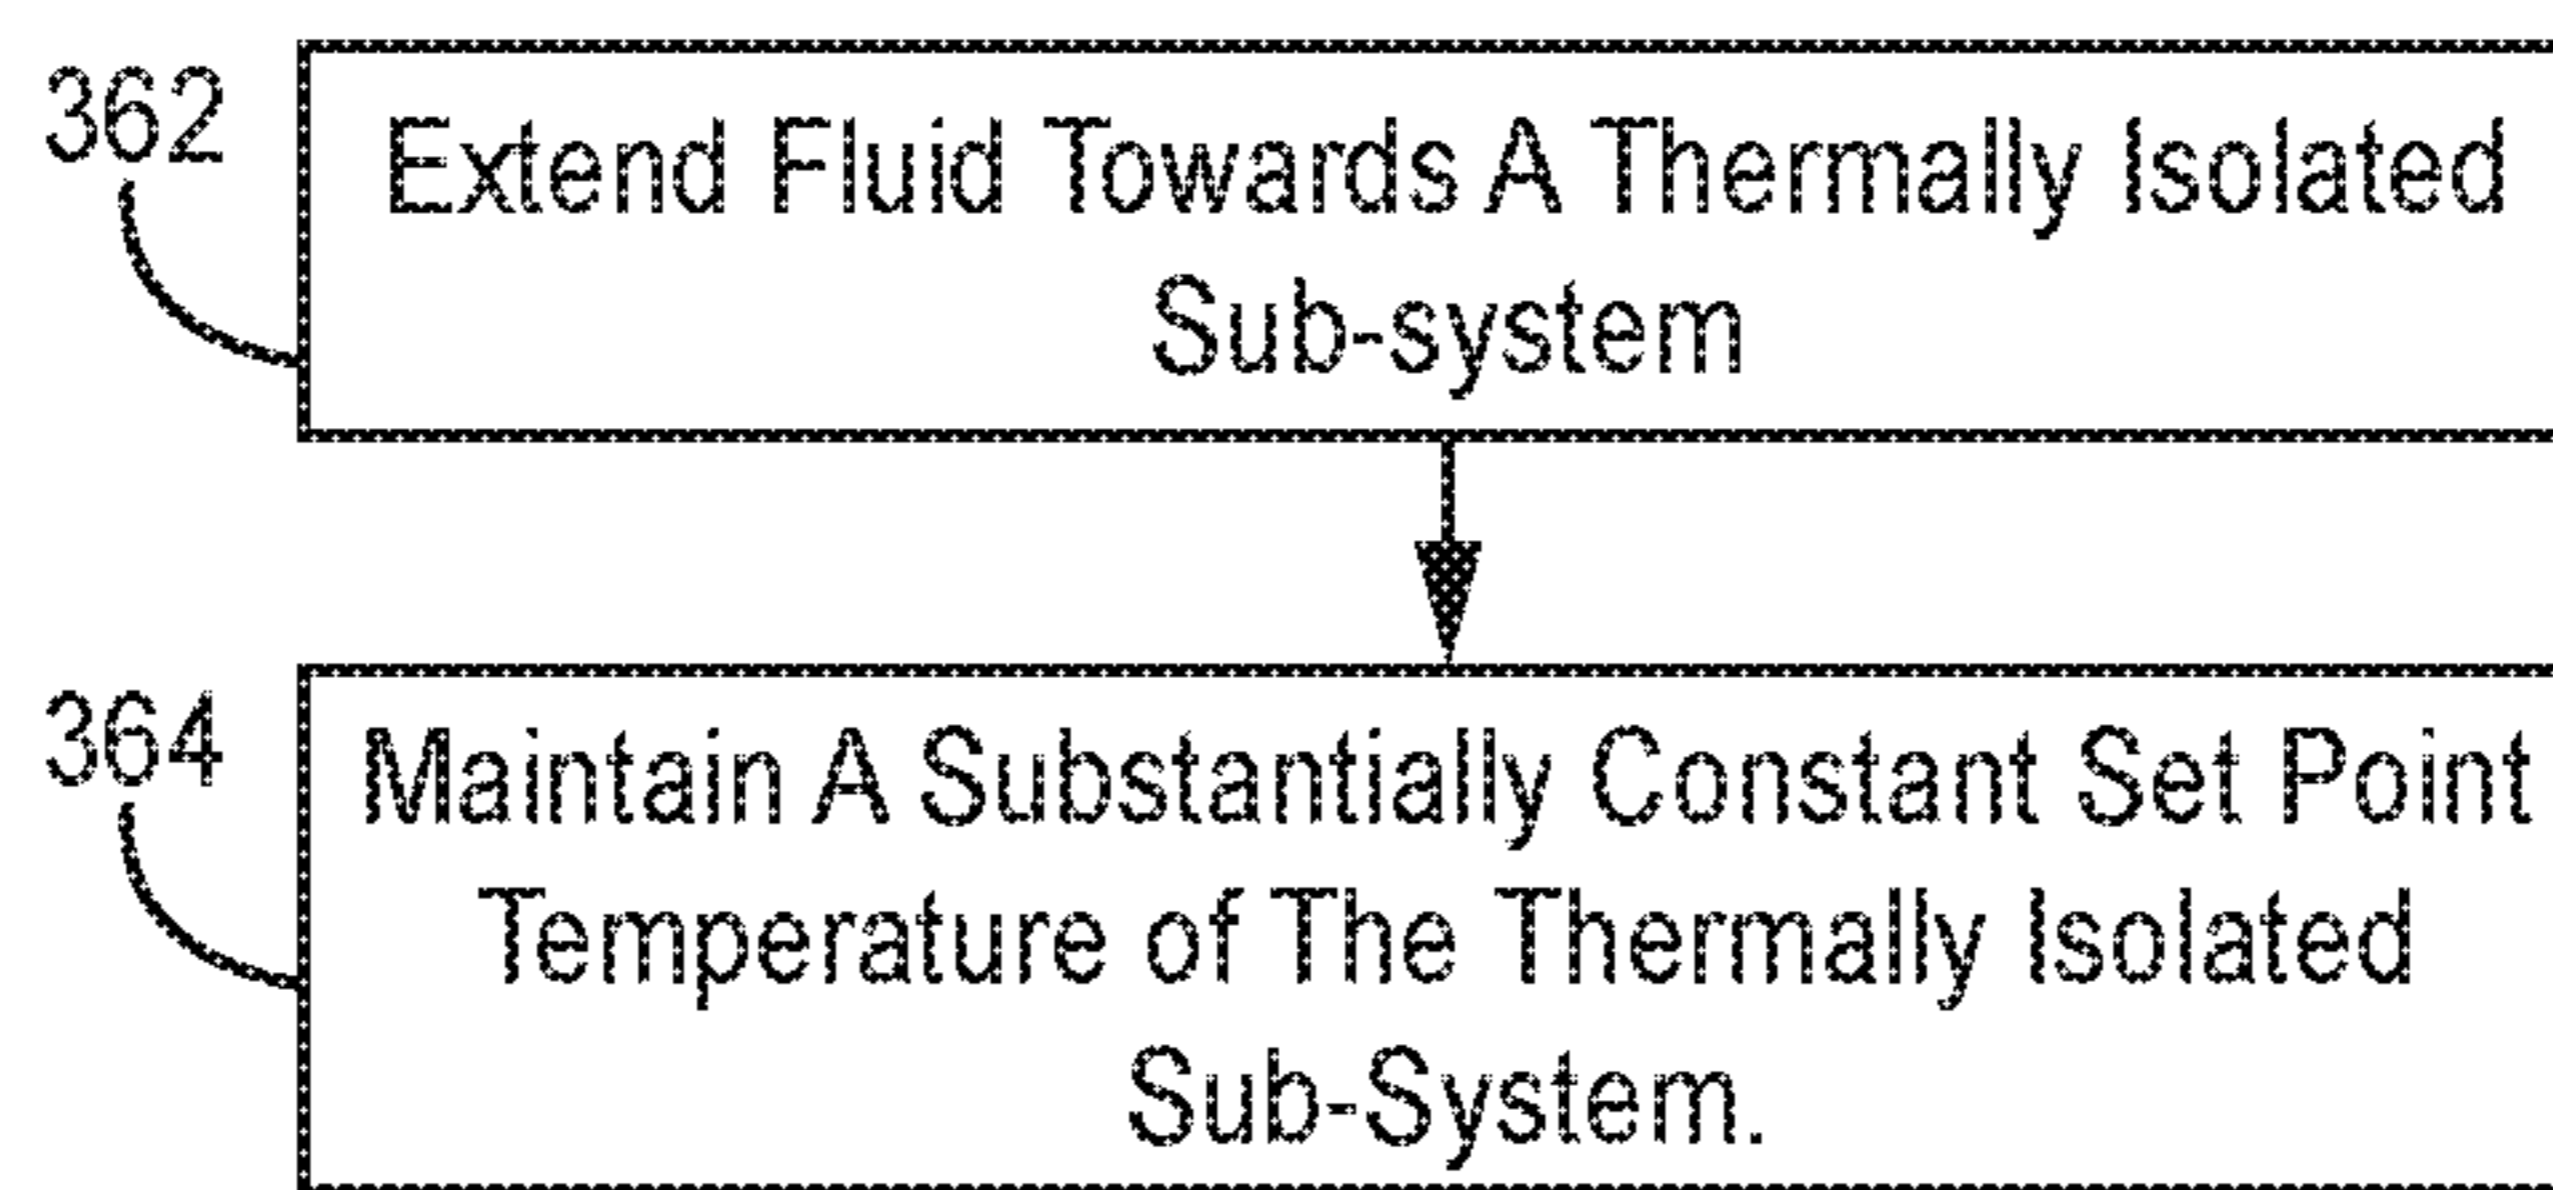 362
Extend Fluid Towards A Thermally Isolated
Sub-system
364
Maintain A Substantially Constant Set Point
Temperature of The Thermally Isolated
Sub-System.